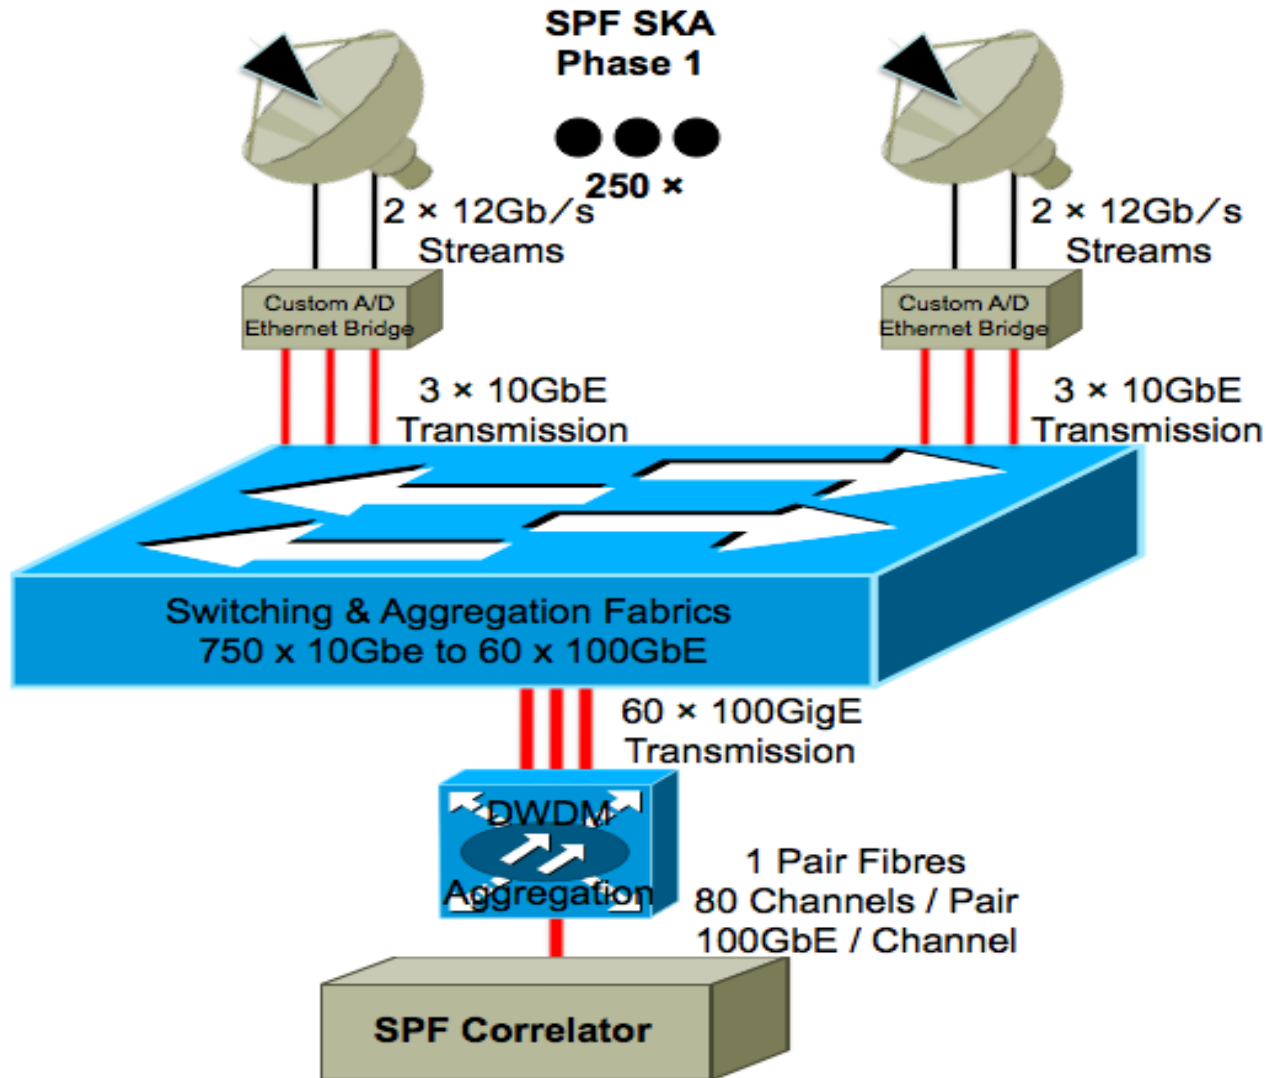 SPF SKA
Phase 1
250 ×
2 × 12Gb/s
Streams
2 × 12Gb/s
Streams
Custom A/D
Ethernet Bridge
Custom A/D
Ethernet Bridge
3 × 10GbE
Transmission
3 × 10GbE
Transmission
Switching & Aggregation Fabrics
750 x 10Gbe to 60 x 100GbE
60 × 100GigE
Transmission
DWDM
Aggregation
1 Pair Fibres
80 Channels / Pair
100GbE / Channel
SPF Correlator